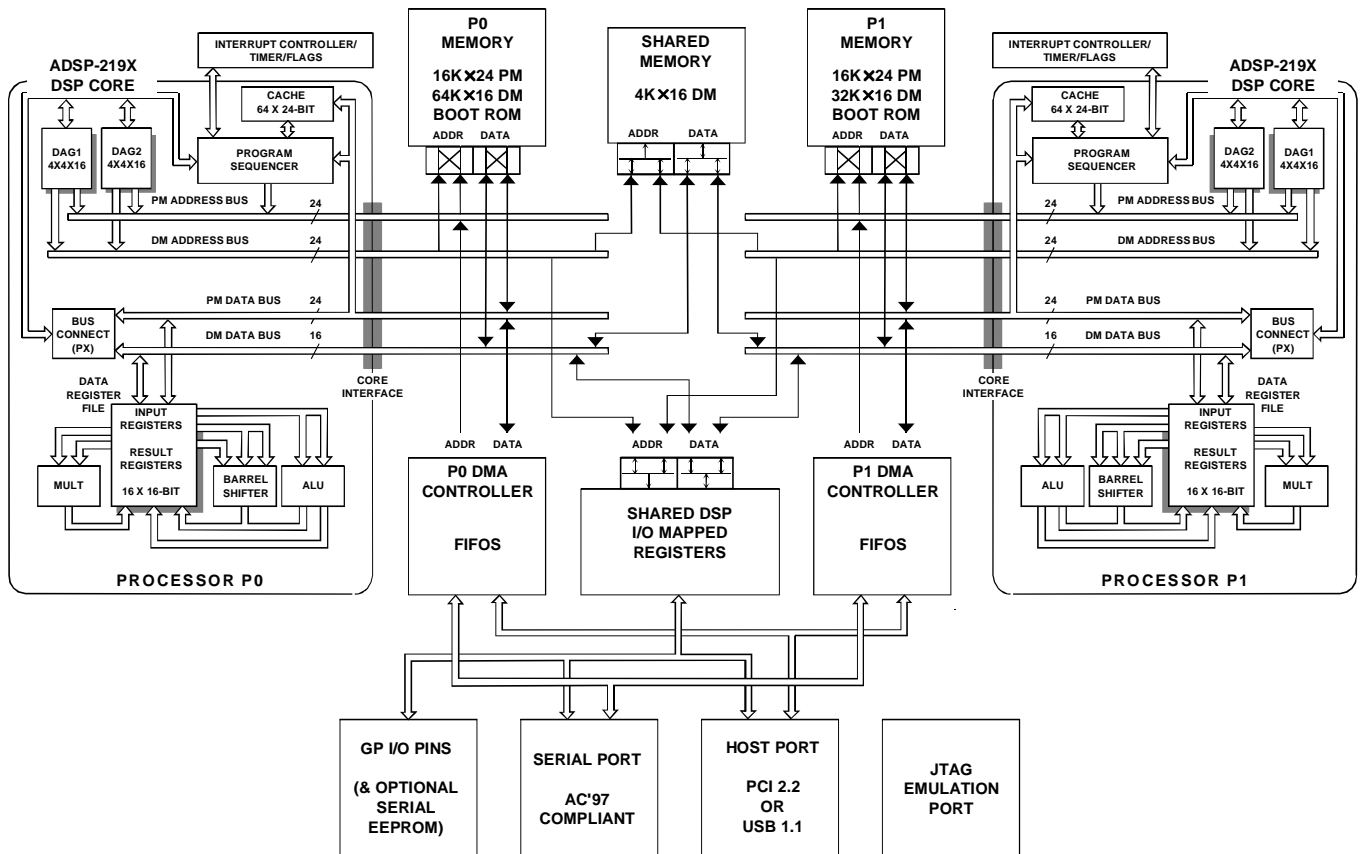 P0
MEMORY
16K×24 PM
64K×16 DM
BOOT ROM
ADDR DATA
SHARED
MEMORY
4K×16 DM
ADDR DATA
P1
MEMORY
16K×24 PM
32K×16 DM
BOOT ROM
ADDR DATA
INTERRUPT CONTROLLER/
TIMER/FLAGS
ADSP-219X
DSP CORE
CACHE
64 X 24-BIT
DAG1
4X4X16
DAG2
4X4X16
PROGRAM
SEQUENCER
PM ADDRESS BUS 24
DM ADDRESS BUS 24
PM DATA BUS 24
DM DATA BUS 16
BUS
CONNECT
(PX)
CORE
INTERFACE
DATA
REGISTER
FILE
INPUT
REGISTERS
RESULT
REGISTERS
16 X 16-BIT
MULT
BARREL
SHIFTER
ALU
PROCESSOR P0
INTERRUPT CONTROLLER/
TIMER/FLAGS
ADSP-219X
DSP CORE
CACHE
64 X 24-BIT
PROGRAM
SEQUENCER
DAG2
4X4X16
DAG1
4X4X16
24 PM ADDRESS BUS
24 DM ADDRESS BUS
24 PM DATA BUS
16 DM DATA BUS
BUS
CONNECT
(PX)
CORE
INTERFACE
DATA
REGISTER
FILE
INPUT
REGISTERS
RESULT
REGISTERS
16 X 16-BIT
ALU
BARREL
SHIFTER
MULT
PROCESSOR P1
ADDR DATA
P0 DMA
CONTROLLER
FIFOS
ADDR DATA
SHARED DSP
I/O MAPPED
REGISTERS
ADDR DATA
P1 DMA
CONTROLLER
FIFOS
GP I/O PINS
(& OPTIONAL
SERIAL
EEPROM)
SERIAL PORT
AC'97
COMPLIANT
HOST PORT
PCI 2.2
OR
USB 1.1
JTAG
EMULATION
PORT